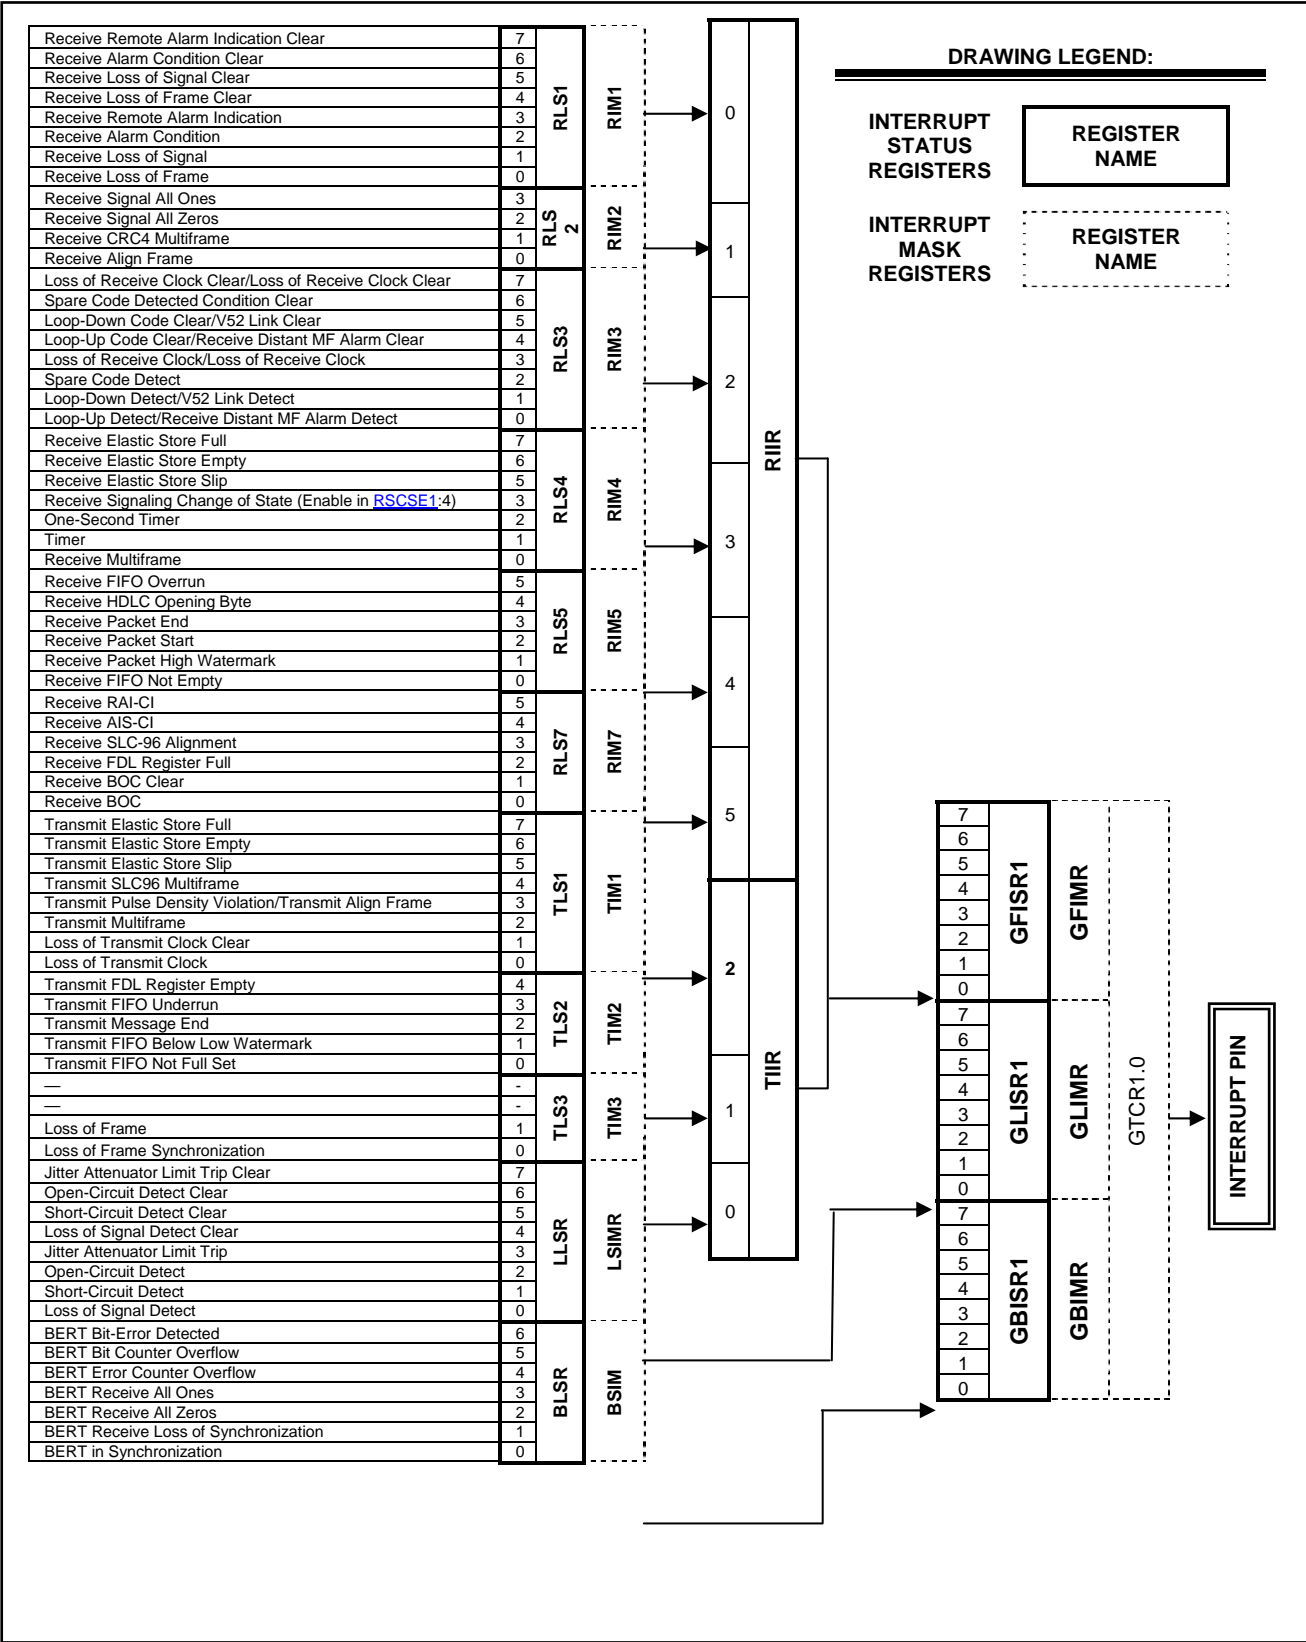 Receive Remote Alarm Indication Clear 7
Receive Alarm Condition Clear 6
Receive Loss of Signal Clear 5
Receive Loss of Frame Clear 4
Receive Remote Alarm Indication 3
Receive Alarm Condition 2
Receive Loss of Signal 1
Receive Loss of Frame 0
RLS1
RIM1
Receive Signal All Ones 3
Receive Signal All Zeros 2
Receive CRC4 Multiframe 1
Receive Align Frame 0
RLS
2
RIM2
Loss of Receive Clock Clear/Loss of Receive Clock Clear 7
Spare Code Detected Condition Clear 6
Loop-Down Code Clear/V52 Link Clear 5
Loop-Up Code Clear/Receive Distant MF Alarm Clear 4
Loss of Receive Clock/Loss of Receive Clock 3
Spare Code Detect 2
Loop-Down Detect/V52 Link Detect 1
Loop-Up Detect/Receive Distant MF Alarm Detect 0
RLS3
RIM3
Receive Elastic Store Full 7
Receive Elastic Store Empty 6
Receive Elastic Store Slip 5
Receive Signaling Change of State (Enable in RSCSE1:4) 3
One-Second Timer 2
Timer 1
Receive Multiframe 0
RLS4
RIM4
Receive FIFO Overrun 5
Receive HDLC Opening Byte 4
Receive Packet End 3
Receive Packet Start 2
Receive Packet High Watermark 1
Receive FIFO Not Empty 0
RLS5
RIM5
Receive RAI-CI 5
Receive AIS-CI 4
Receive SLC-96 Alignment 3
Receive FDL Register Full 2
Receive BOC Clear 1
Receive BOC 0
RLS7
RIM7
Transmit Elastic Store Full 7
Transmit Elastic Store Empty 6
Transmit Elastic Store Slip 5
Transmit SLC96 Multiframe 4
Transmit Pulse Density Violation/Transmit Align Frame 3
Transmit Multiframe 2
Loss of Transmit Clock Clear 1
Loss of Transmit Clock 0
TLS1
TIM1
Transmit FDL Register Empty 4
Transmit FIFO Underrun 3
Transmit Message End 2
Transmit FIFO Below Low Watermark 1
Transmit FIFO Not Full Set 0
TLS2
TIM2
— -
— -
Loss of Frame 1
Loss of Frame Synchronization 0
TLS3
TIM3
Jitter Attenuator Limit Trip Clear 7
Open-Circuit Detect Clear 6
Short-Circuit Detect Clear 5
Loss of Signal Detect Clear 4
Jitter Attenuator Limit Trip 3
Open-Circuit Detect 2
Short-Circuit Detect 1
Loss of Signal Detect 0
LLSR
LSIMR
BERT Bit-Error Detected 6
BERT Bit Counter Overflow 5
BERT Error Counter Overflow 4
BERT Receive All Ones 3
BERT Receive All Zeros 2
BERT Receive Loss of Synchronization 1
BERT in Synchronization 0
BLSR
BSIM
0
1
2
3
4
5
RIIR
2
1
0
TIIR
DRAWING LEGEND:
INTERRUPT
STATUS
REGISTERS
REGISTER
NAME
INTERRUPT
MASK
REGISTERS
REGISTER
NAME
7
6
5
4
3
2
1
0
GFISR1
GFIMR
7
6
5
4
3
2
1
0
GLISR1
GLIMR
7
6
5
4
3
2
1
0
GBISR1
GBIMR
GTCR1.0
INTERRUPT PIN